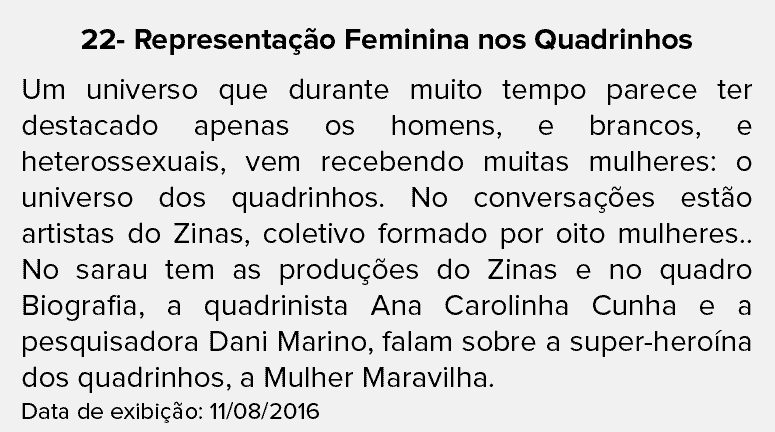 22- Representação Feminina nos Quadrinhos
Um universo que durante muito tempo parece ter
destacado apenas os homens, e brancos, e
heterossexuais, vem recebendo muitas mulheres: o
universo dos quadrinhos. No conversações estão
artistas do Zinas, coletivo formado por oito mulheres..
No sarau tem as produções do Zinas e no quadro
Biografia, a quadrinista Ana Carolinha Cunha e a
pesquisadora Dani Marino, falam sobre a super-heroína
dos quadrinhos, a Mulher Maravilha.
Data de exibição: 11/08/2016